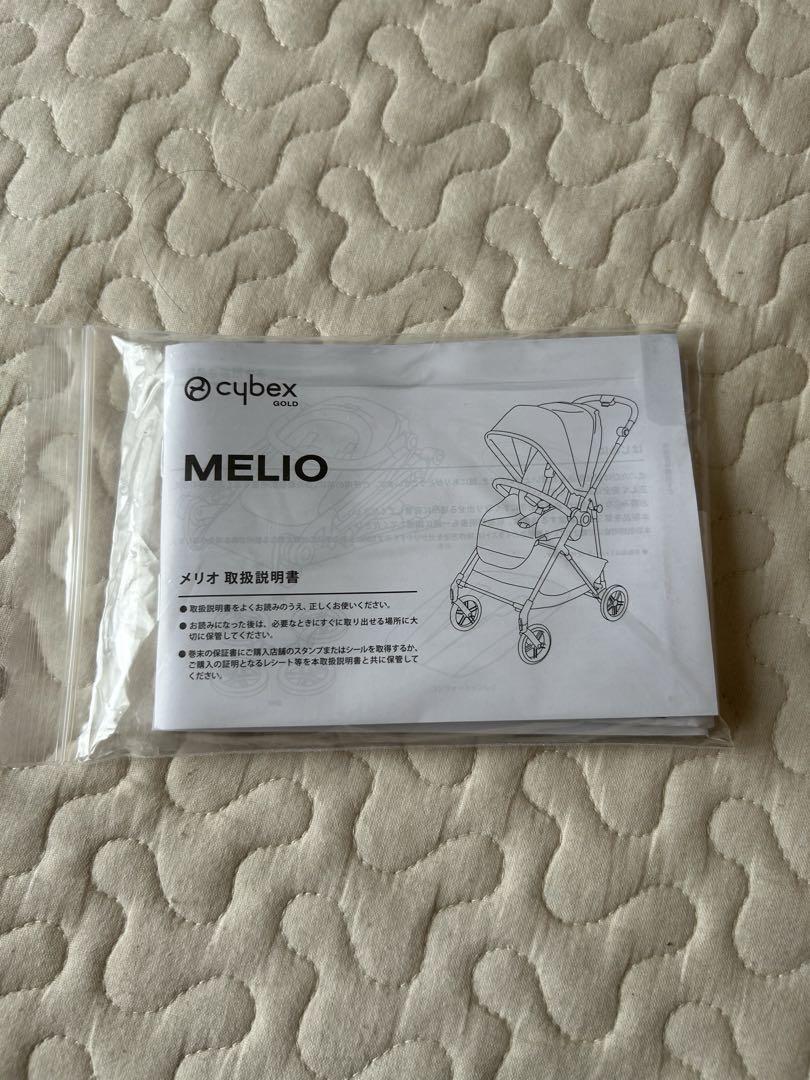 cybex
GOLD
MELIO
メリオ 取扱説明書
● 取扱説明書をよくお読みのうえ、正しくお使いください。
● お読みになった後は、必要なときにすぐに取り出せる場所に大
切に保管してください。
● 巻末の保証書にご購入店舗のスタンプまたはシールを取得するか、
ご購入の証明となるレシート等を本取扱説明書と共に保管して
ください。